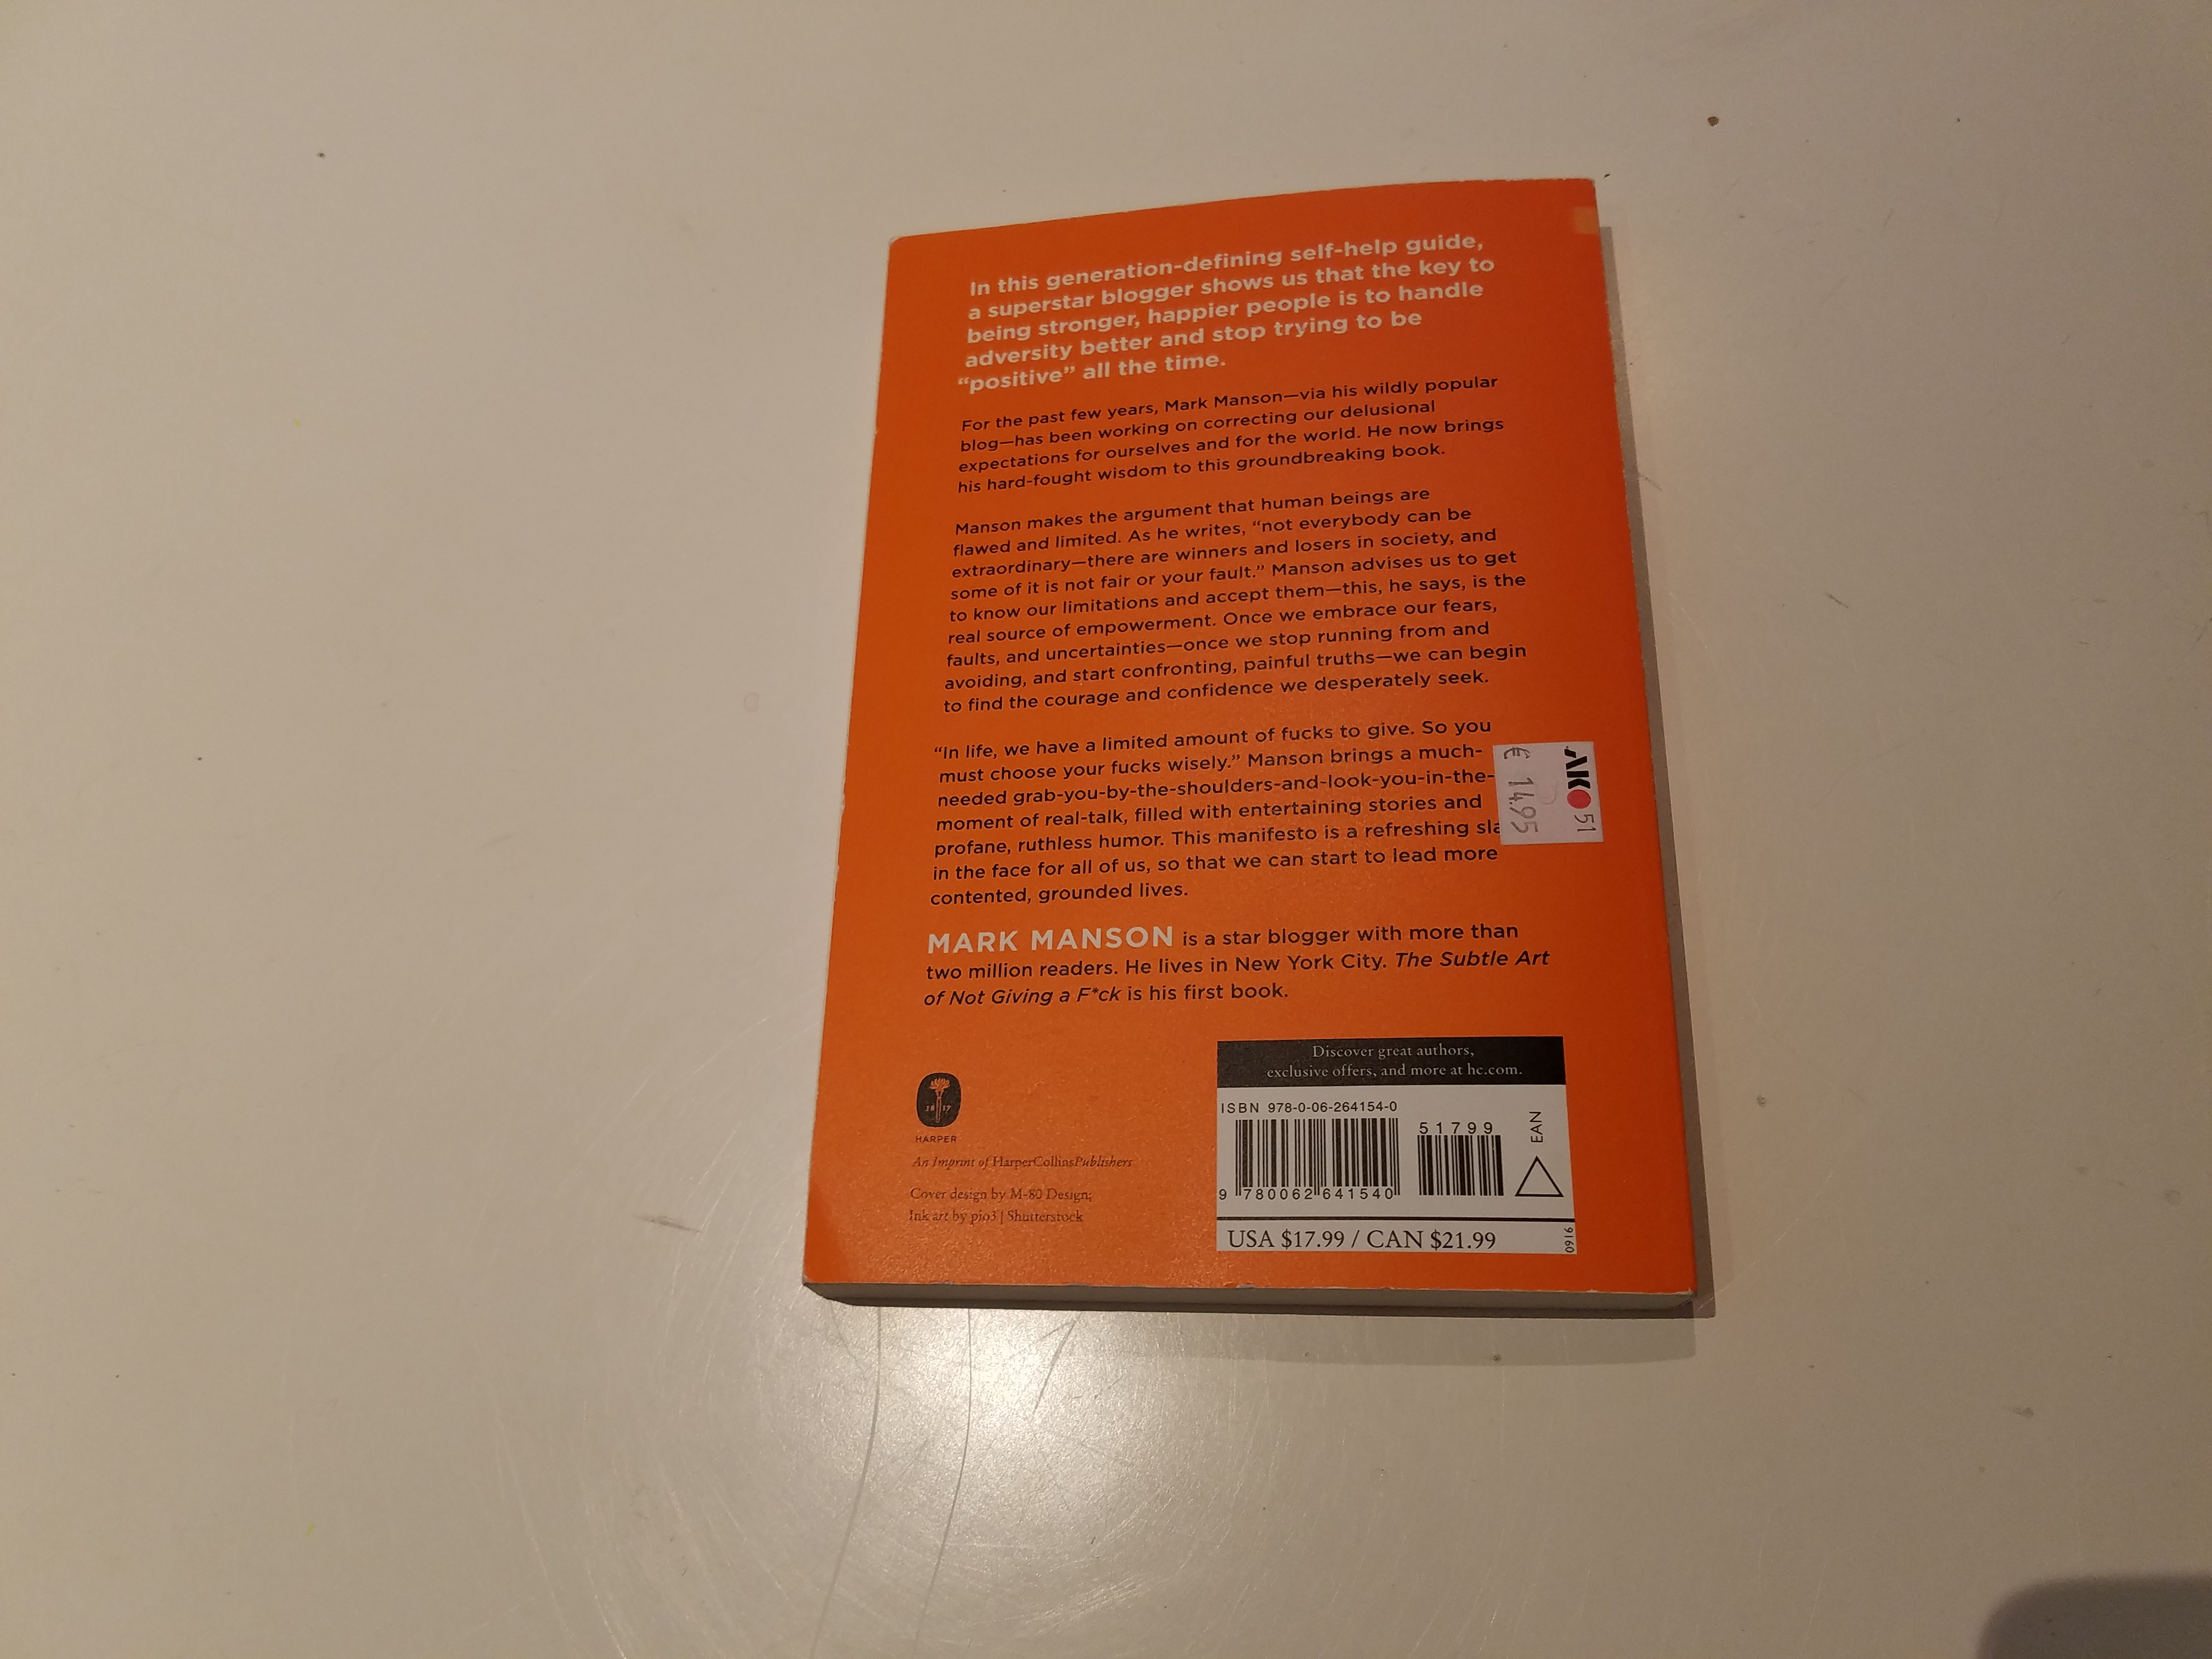 In this generation-defining self-help guide,
a superstar blogger shows us that the key to
being stronger, happier people is to handle
adversity better and stop trying to be
“positive” all the time.
For the past few years, Mark Manson—via his wildly popular
blog—has been working on correcting our delusional
expectations for ourselves and for the world. He now brings
his hard-fought wisdom to this groundbreaking book.
Manson makes the argument that human beings are
flawed and limited. As he writes, “not everybody can be
extraordinary—there are winners and losers in society, and
some of it is not fair or your fault.” Manson advises us to get
to know our limitations and accept them—this, he says, is the
real source of empowerment. Once we embrace our fears,
faults, and uncertainties—once we stop running from and
avoiding, and start confronting, painful truths—we can begin
to find the courage and confidence we desperately seek.
“In life, we have a limited amount of fucks to give. So you
must choose your fucks wisely.” Manson brings a much-
needed grab-you-by-the-shoulders-and-look-you-in-the-
moment of real-talk, filled with entertaining stories and
profane, ruthless humor. This manifesto is a refreshing
in the face for all of us, so that we can start to lead more
contented, grounded lives.
AKO 51
€ 14.95
MARK MANSON is a star blogger with more than
two million readers. He lives in New York City. The Subtle Art
of Not Giving a F*ck is his first book.
1817
HARPER
An Imprint of HarperCollinsPublishers
Cover design by M-80 Design;
Ink art by pio3 | Shutterstock
Discover great authors,
exclusive offers, and more at hc.com.
ISBN 978-0-06-264154-0
51799
EAN
9 780062 641540
USA $17.99 / CAN $21.99
0916